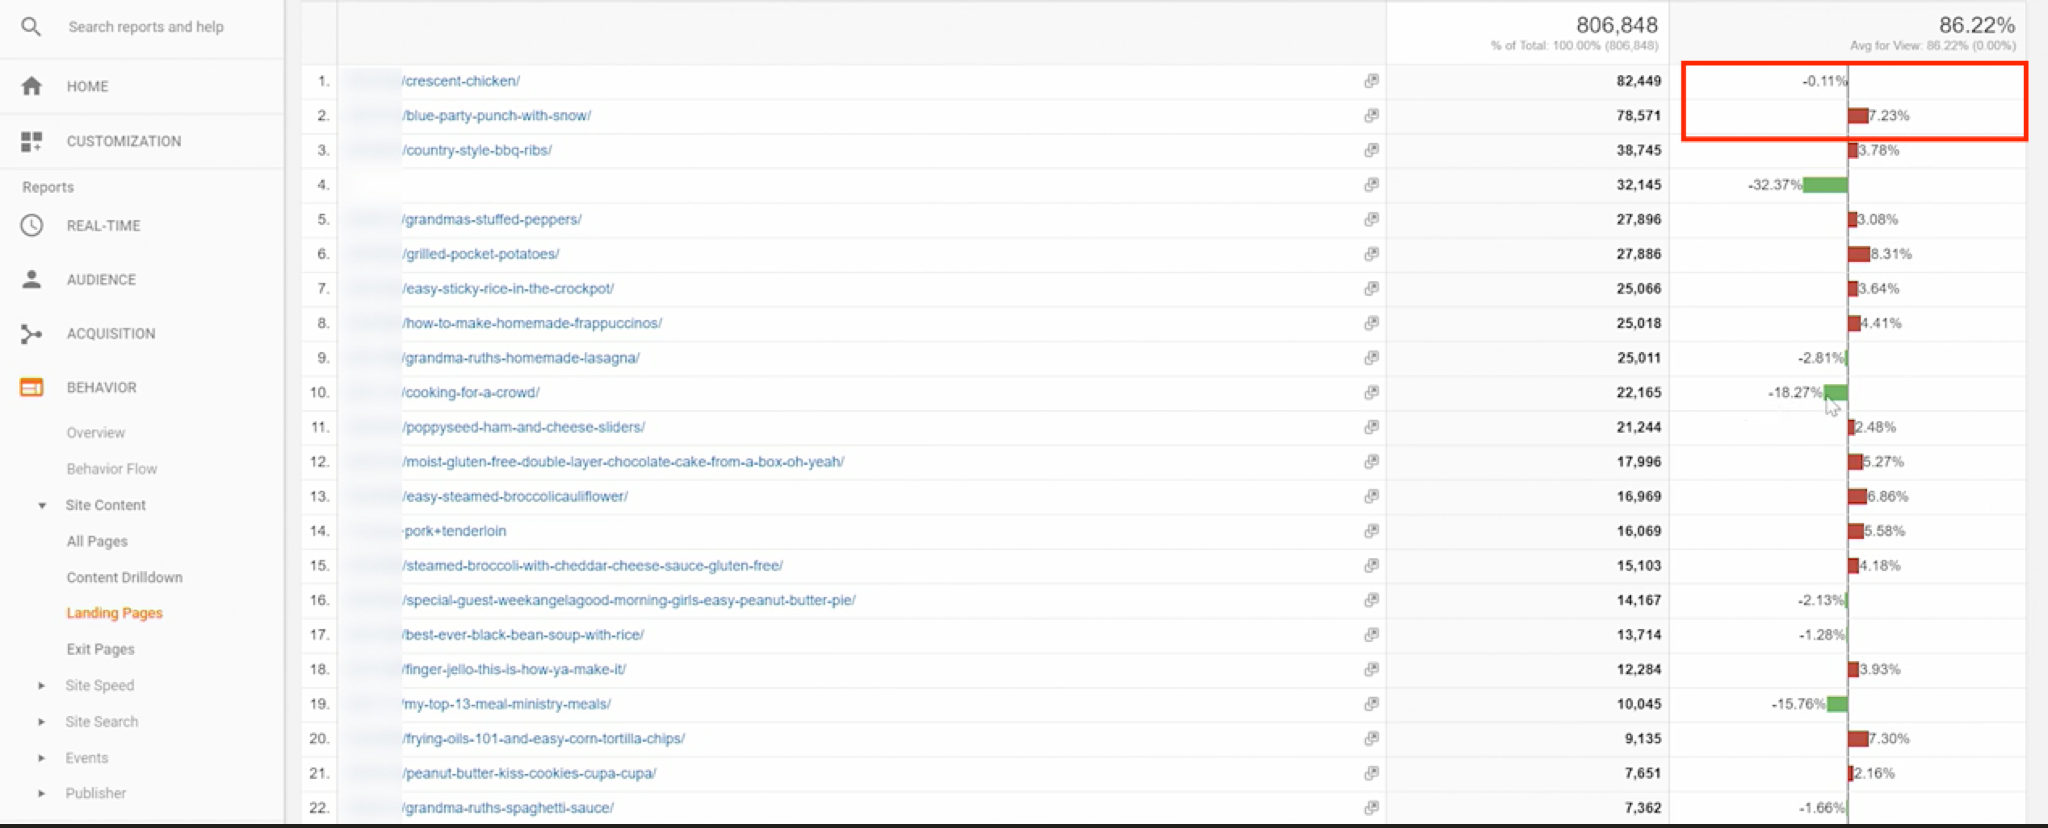 Search reports and help
HOME
CUSTOMIZATION
Reports
REAL-TIME
AUDIENCE
ACQUISITION
BEHAVIOR
Overview
Behavior Flow
Site Content
All Pages
Content Drilldown
Landing Pages
Exit Pages
Site Speed
Site Search
Events
Publisher
806,848 86.22%
% of Total: 100.00% (806,848) Avg for View: 86.22% (0.00%)
1. /crescent-chicken/ 82,449 -0.11%
2. /blue-party-punch-with-snow/ 78,571 7.23%
3. /country-style-bbq-ribs/ 38,745 3.78%
4. 32,145 -32.37%
5. /grandmas-stuffed-peppers/ 27,896 3.08%
6. /grilled-pocket-potatoes/ 27,886 8.31%
7. /easy-sticky-rice-in-the-crockpot/ 25,066 3.64%
8. /how-to-make-homemade-frappuccinos/ 25,018 4.41%
9. /grandma-ruths-homemade-lasagna/ 25,011 -2.81%
10. /cooking-for-a-crowd/ 22,165 -18.27%
11. /poppyseed-ham-and-cheese-sliders/ 21,244 2.48%
12. /moist-gluten-free-double-layer-chocolate-cake-from-a-box-oh-yeah/ 17,996 5.27%
13. /easy-steamed-broccolicauliflower/ 16,969 6.86%
14. pork+tenderloin 16,069 5.58%
15. /steamed-broccoli-with-cheddar-cheese-sauce-gluten-free/ 15,103 4.18%
16. /special-guest-weekangelagood-morning-girls-easy-peanut-butter-pie/ 14,167 -2.13%
17. /best-ever-black-bean-soup-with-rice/ 13,714 -1.28%
18. /finger-jello-this-is-how-ya-make-it/ 12,284 3.93%
19. /my-top-13-meal-ministry-meals/ 10,045 -15.76%
20. /frying-oils-101-and-easy-corn-tortilla-chips/ 9,135 7.30%
21. /peanut-butter-kiss-cookies-cupa-cupa/ 7,651 2.16%
22. /grandma-ruths-spaghetti-sauce/ 7,362 -1.66%